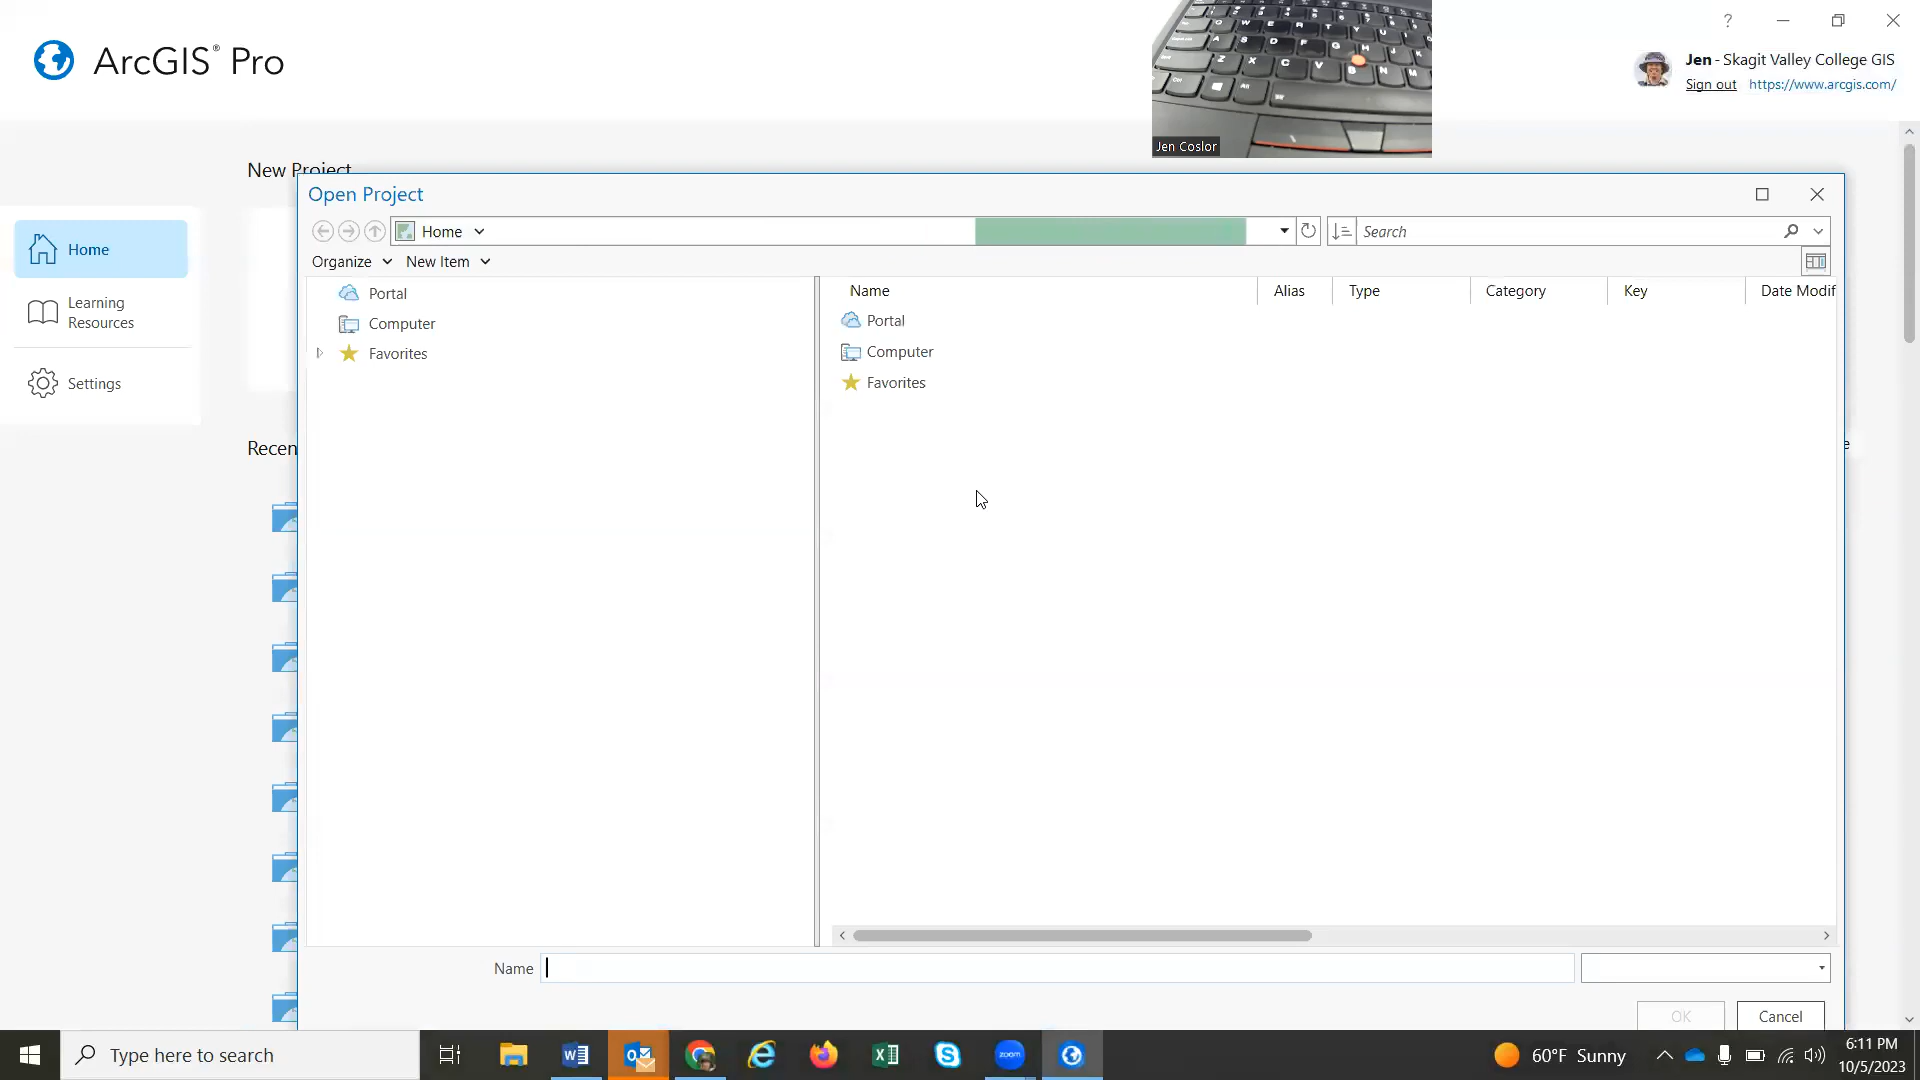 ArcGIS® Pro
?
Jen - Skagit Valley College GIS
Sign out https://www.arcgis.com/
Jen Coslor
New Project
Open Project
Home
Search
Organize New Item
Portal
Computer
Favorites
Name Alias Type Category Key Date Modif
Portal
Computer
Favorites
Home
Learning
Resources
Settings
Recen
e
Name
OK Cancel
Type here to search
zoom
60°F Sunny
6:11 PM
10/5/2023